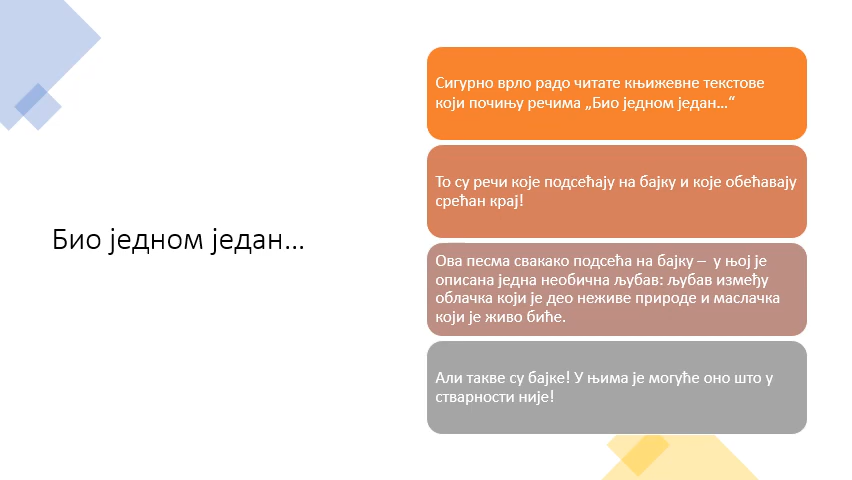 Био једном један...
Сигурно врло радо читате књижевне текстове
који почињу речима „Био једном један...“
То су речи које подсећају на бајку и које обећавају
срећан крај!
Ова песма свакако подсећа на бајку – у њој је
описана једна необична љубав: љубав између
облачка који је део неживе природе и маслачка
који је живо биће.
Али такве су бајке! У њима је могуће оно што у
стварности није!